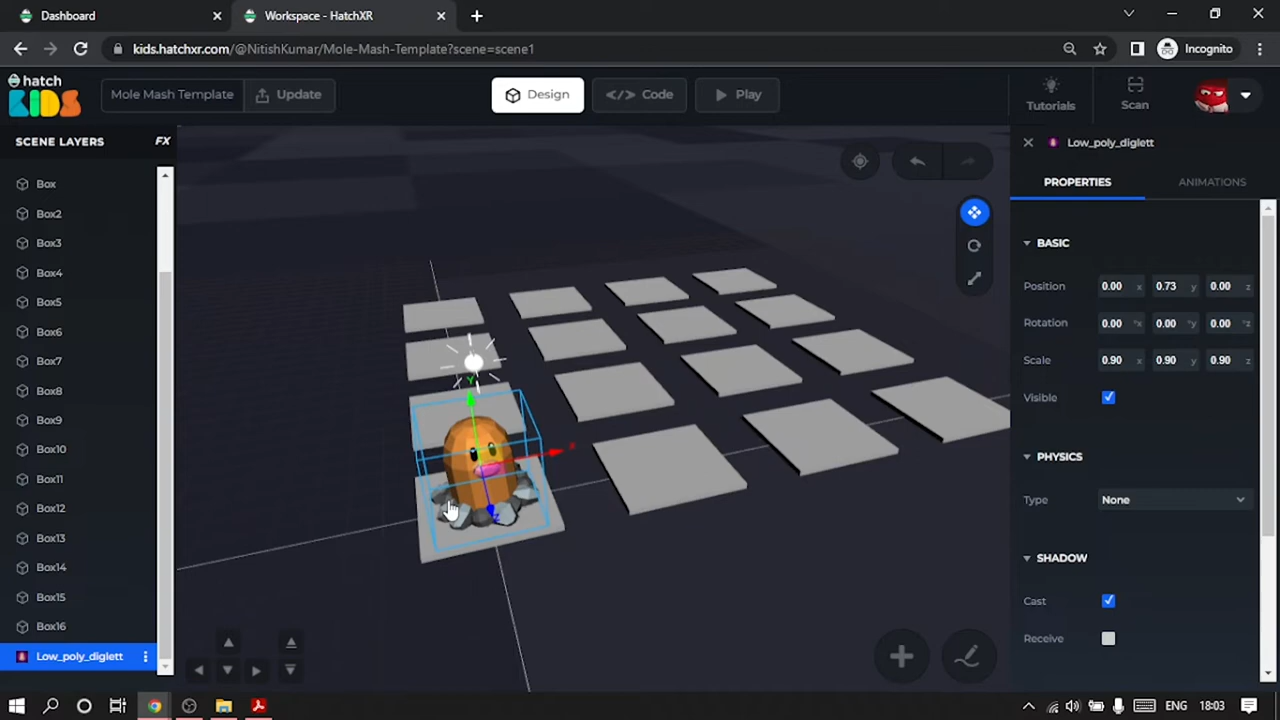 Dashboard
Workspace - HatchXR
kids.hatchxr.com/@NitishKumar/Mole-Mash-Template?scene=scene1
Incognito
hatch
KIDS
Mole Mash Template
Update
Design
</> Code
Play
Tutorials
Scan
SCENE LAYERS
FX
Box
Box2
Box3
Box4
Box5
Box6
Box7
Box8
Box9
Box10
Box11
Box12
Box13
Box14
Box15
Box16
Low_poly_diglett
Y
X
Z
Low_poly_diglett
PROPERTIES
ANIMATIONS
BASIC
Position 0.00 x 0.73 y 0.00 z
Rotation 0.00 °x 0.00 °y 0.00 °z
Scale 0.90 x 0.90 y 0.90 z
Visible
PHYSICS
Type None
SHADOW
Cast
Receive
ENG
18:03